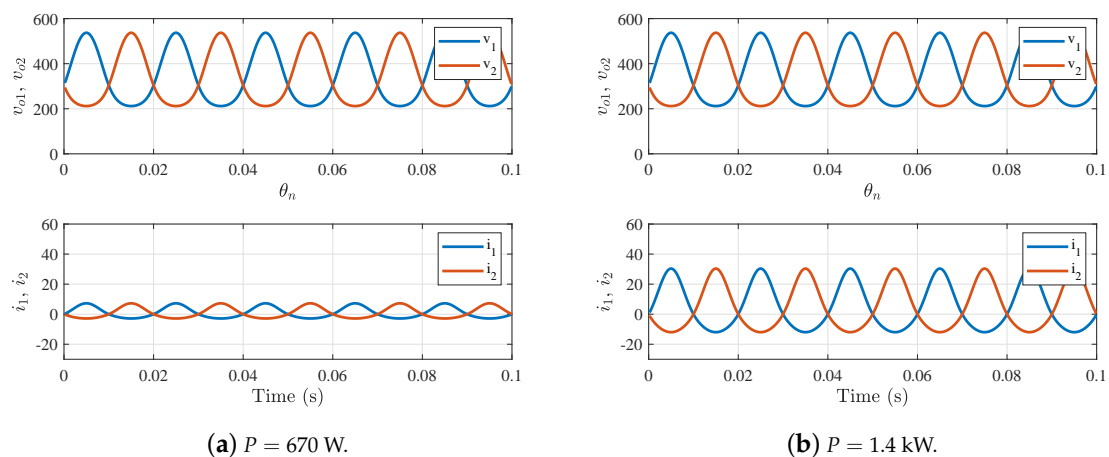 600
400
200
0
v_{o1}, v_{o2}
v_1
v_2
0 0.02 0.04 0.06 0.08 0.1
θ_n
60
40
20
0
-20
i_1, i_2
i_1
i_2
0 0.02 0.04 0.06 0.08 0.1
Time (s)
(a) P = 670 W.
600
400
200
0
v_{o1}, v_{o2}
v_1
v_2
0 0.02 0.04 0.06 0.08 0.1
θ_n
60
40
20
0
-20
i_1, i_2
i_1
i_2
0 0.02 0.04 0.06 0.08 0.1
Time (s)
(b) P = 1.4 kW.